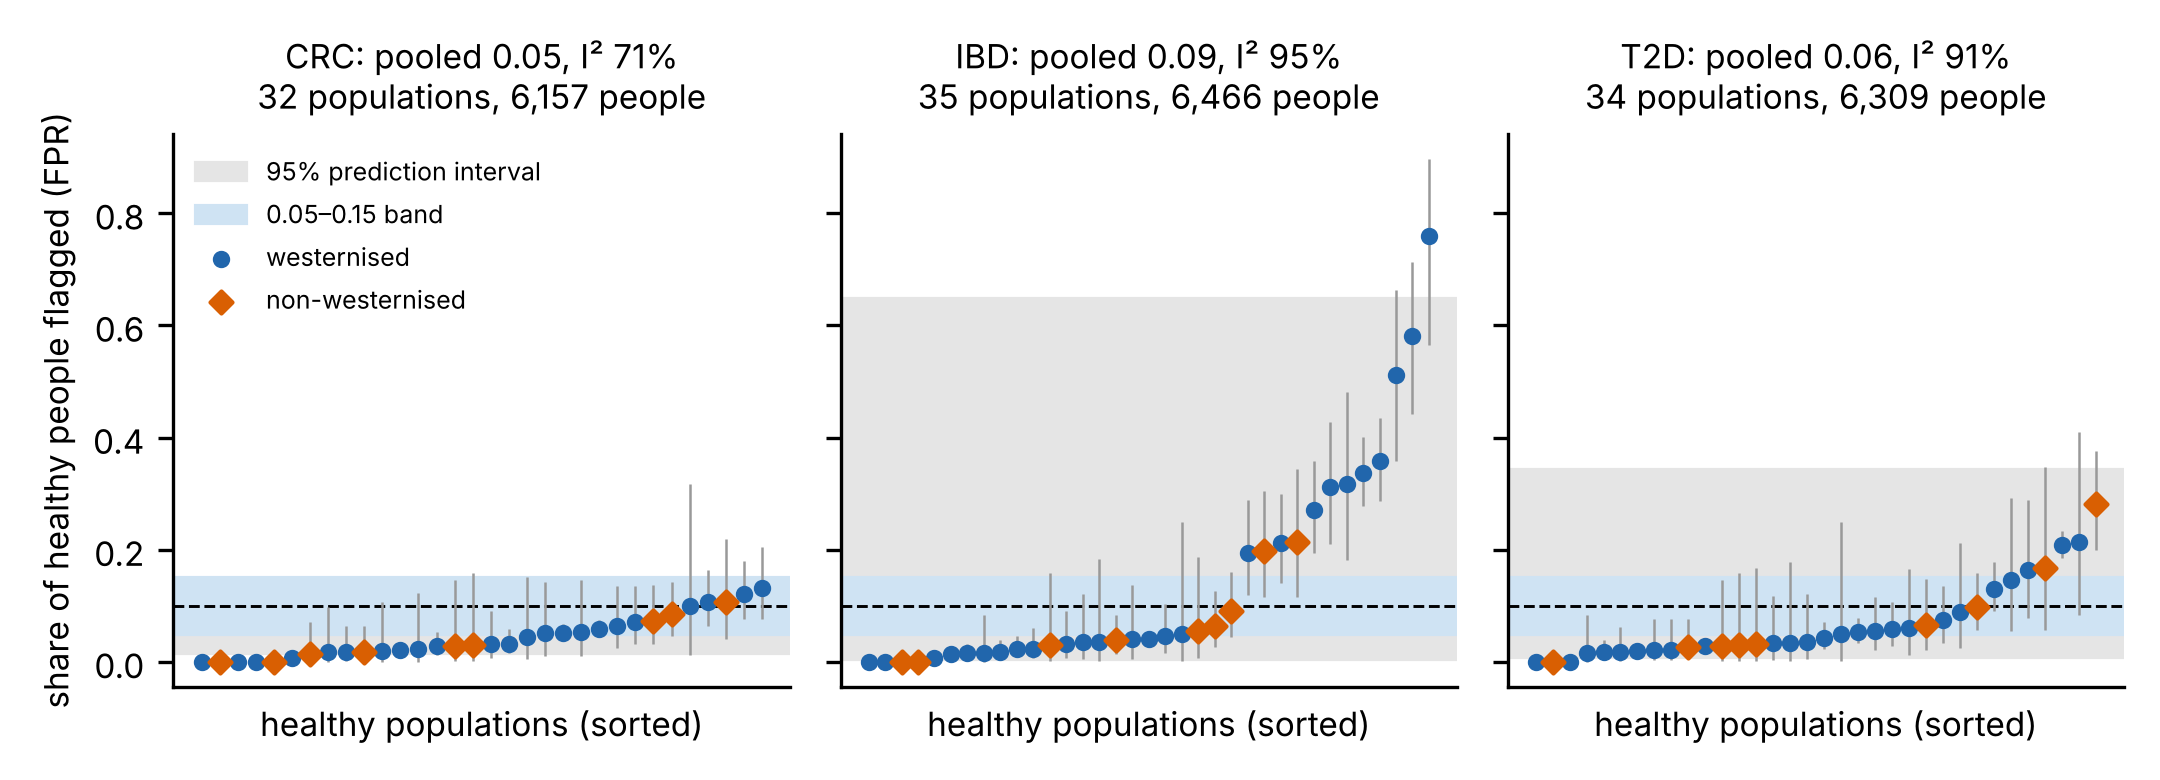 CRC: pooled 0.05, I² 71%
32 populations, 6,157 people
IBD: pooled 0.09, I² 95%
35 populations, 6,466 people
T2D: pooled 0.06, I² 91%
34 populations, 6,309 people
share of healthy people flagged (FPR)
0.8
0.6
0.4
0.2
0.0
95% prediction interval
0.05–0.15 band
westernised
non-westernised
healthy populations (sorted)
healthy populations (sorted)
healthy populations (sorted)